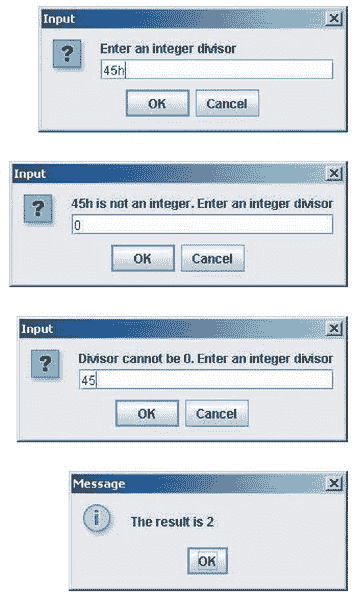 Input
Enter an integer divisor
45h
OK Cancel
Input
45h is not an integer. Enter an integer divisor
0
OK Cancel
Input
Divisor cannot be 0. Enter an integer divisor
45
OK Cancel
Message
The result is 2
OK